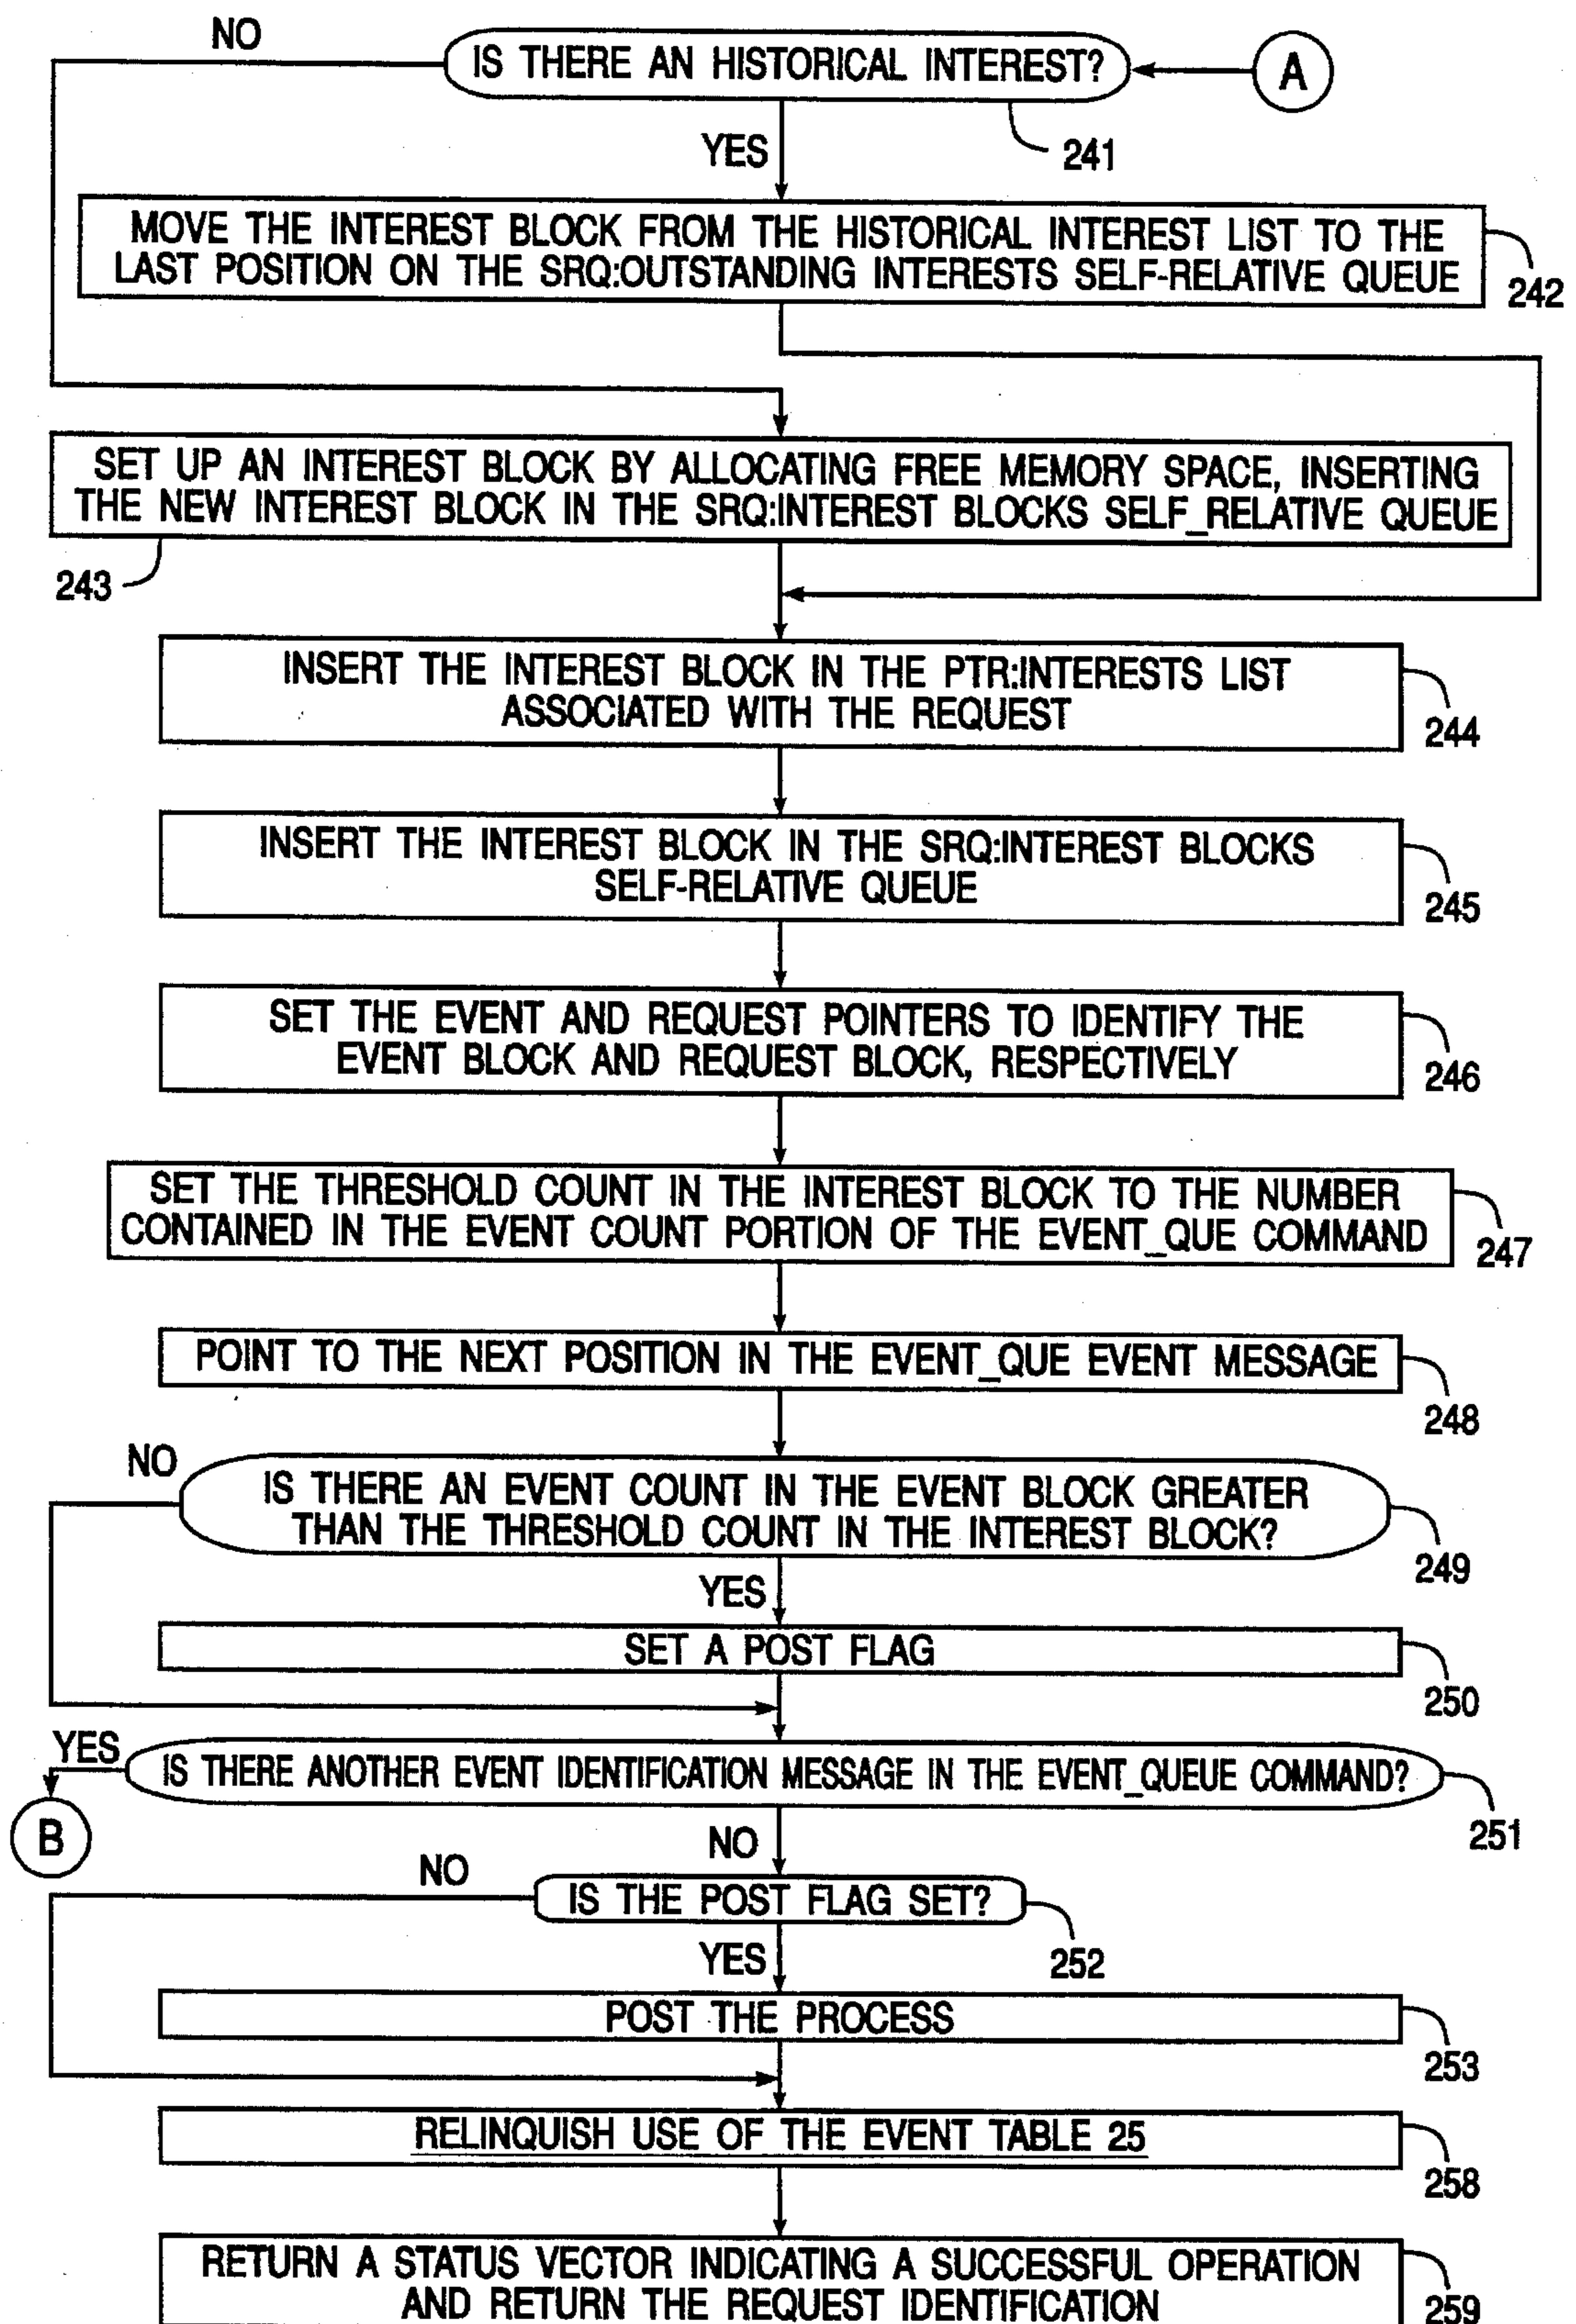 NO
IS THERE AN HISTORICAL INTEREST?
A
YES
241
MOVE THE INTEREST BLOCK FROM THE HISTORICAL INTEREST LIST TO THE
LAST POSITION ON THE SRQ:OUTSTANDING INTERESTS SELF-RELATIVE QUEUE
242
SET UP AN INTEREST BLOCK BY ALLOCATING FREE MEMORY SPACE, INSERTING
THE NEW INTEREST BLOCK IN THE SRQ:INTEREST BLOCKS SELF_RELATIVE QUEUE
243
INSERT THE INTEREST BLOCK IN THE PTR:INTERESTS LIST
ASSOCIATED WITH THE REQUEST
244
INSERT THE INTEREST BLOCK IN THE SRQ:INTEREST BLOCKS
SELF-RELATIVE QUEUE
245
SET THE EVENT AND REQUEST POINTERS TO IDENTIFY THE
EVENT BLOCK AND REQUEST BLOCK, RESPECTIVELY
246
SET THE THRESHOLD COUNT IN THE INTEREST BLOCK TO THE NUMBER
CONTAINED IN THE EVENT COUNT PORTION OF THE EVENT_QUE COMMAND
247
POINT TO THE NEXT POSITION IN THE EVENT_QUE EVENT MESSAGE
248
NO
IS THERE AN EVENT COUNT IN THE EVENT BLOCK GREATER
THAN THE THRESHOLD COUNT IN THE INTEREST BLOCK?
249
YES
SET A POST FLAG
250
YES
IS THERE ANOTHER EVENT IDENTIFICATION MESSAGE IN THE EVENT_QUEUE COMMAND?
251
B
NO
NO
IS THE POST FLAG SET?
252
YES
POST THE PROCESS
253
RELINQUISH USE OF THE EVENT TABLE 25
258
RETURN A STATUS VECTOR INDICATING A SUCCESSFUL OPERATION
AND RETURN THE REQUEST IDENTIFICATION
259